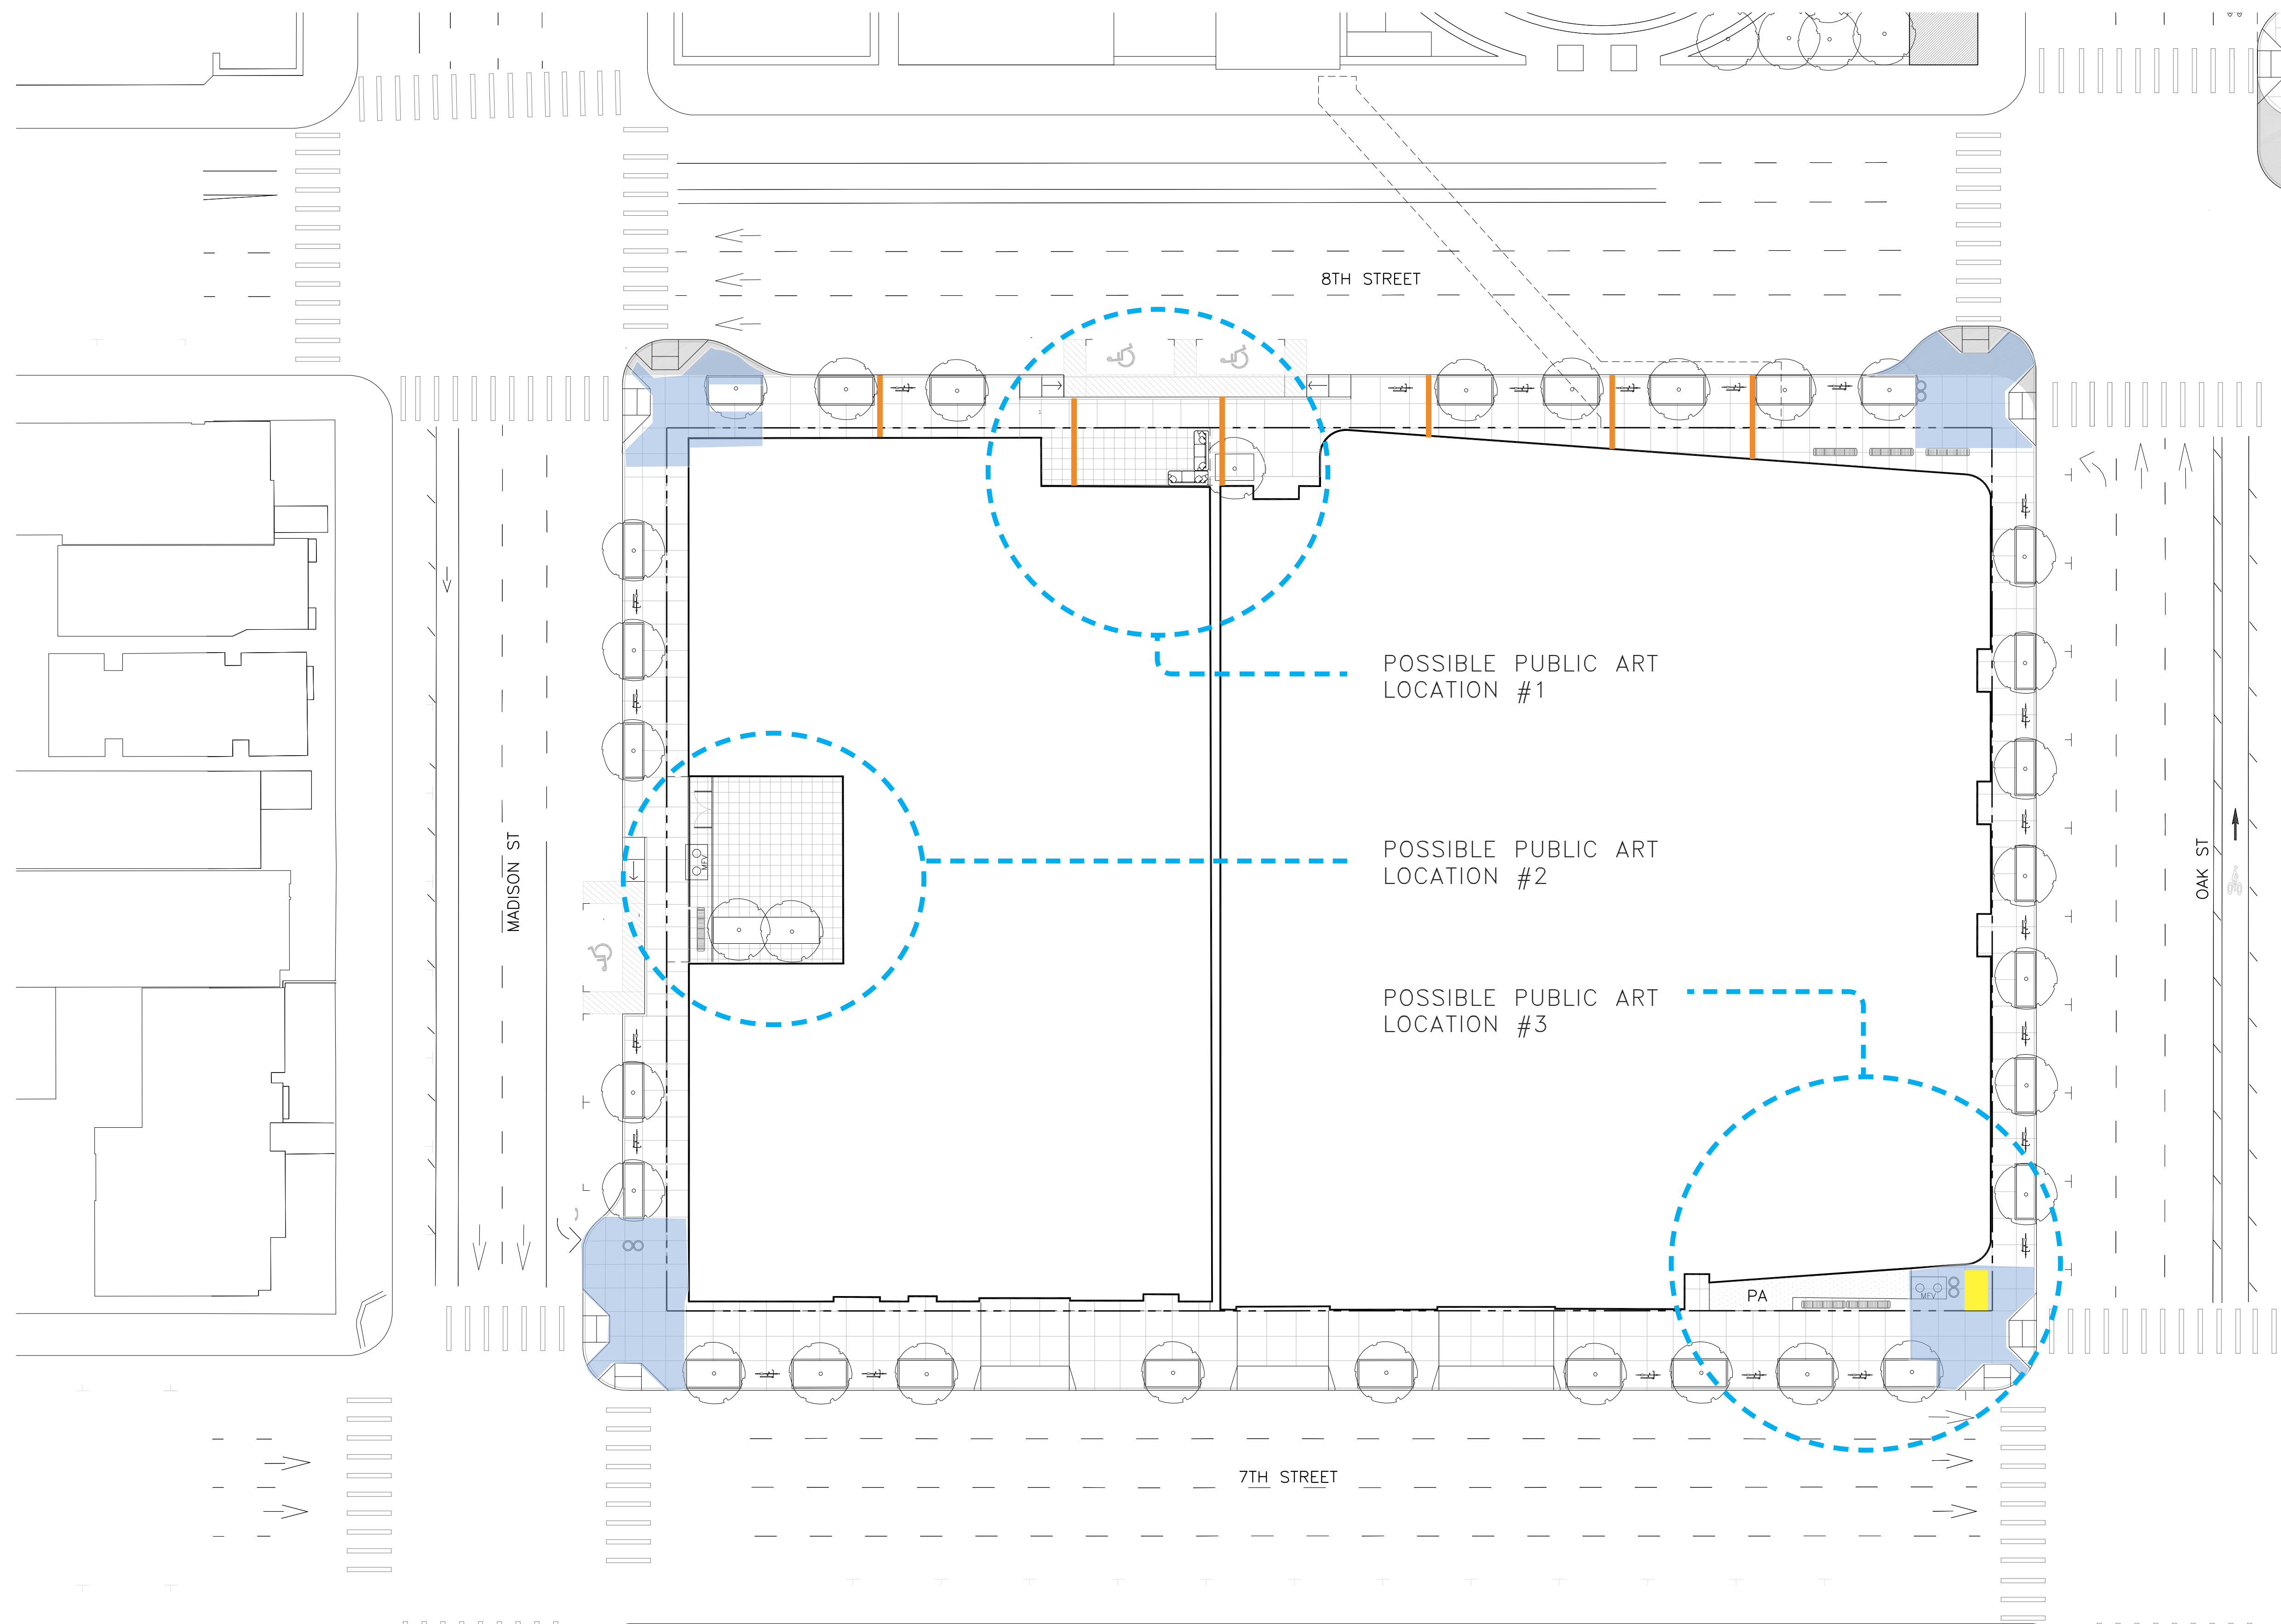 8TH STREET
POSSIBLE PUBLIC ART
LOCATION #1
MADISON ST
MFV
POSSIBLE PUBLIC ART
LOCATION #2
OAK ST
POSSIBLE PUBLIC ART
LOCATION #3
PA
MFV
7TH STREET